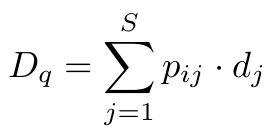 $D_q = \sum_{j=1}^{S} p_{ij} \cdot d_j$